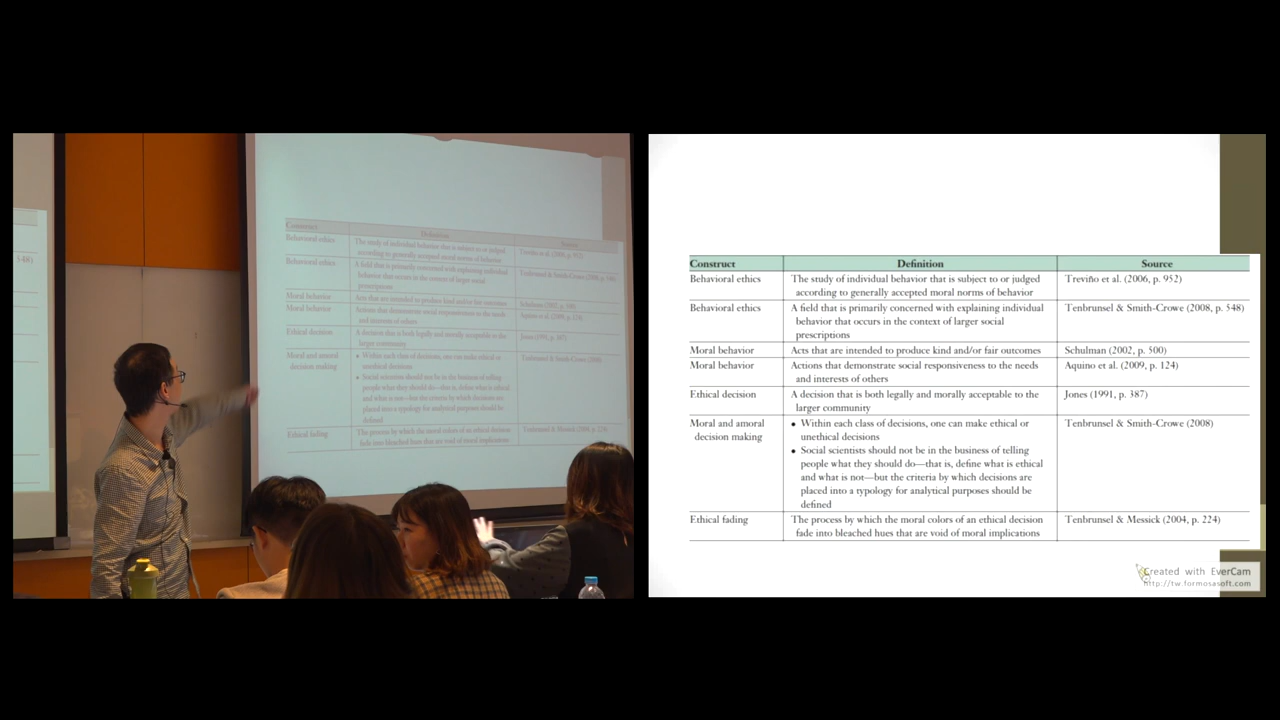 548)
Construct Definition Source
Behavioral ethics The study of individual behavior that is subject to or judged Treviño et al. (2006, p. 952)
according to generally accepted moral norms of behavior
Behavioral ethics A field that is primarily concerned with explaining individual Tenbrunsel & Smith-Crowe (2008, p. 548)
behavior that occurs in the context of larger social
prescriptions
Moral behavior Acts that are intended to produce kind and/or fair outcomes Schulman (2002, p. 500)
Moral behavior Actions that demonstrate social responsiveness to the needs Aquino et al. (2009, p. 124)
and interests of others
Ethical decision A decision that is both legally and morally acceptable to the Jones (1991, p. 387)
larger community
Moral and amoral • Within each class of decisions, one can make ethical or Tenbrunsel & Smith-Crowe (2008)
decision making unethical decisions
• Social scientists should not be in the business of telling
people what they should do—that is, define what is ethical
and what is not—but the criteria by which decisions are
placed into a typology for analytical purposes should be
defined
Ethical fading The process by which the moral colors of an ethical decision Tenbrunsel & Messick (2004, p. 224)
fade into bleached hues that are void of moral implications
Created with EverCam
http://tw.formosasoft.com